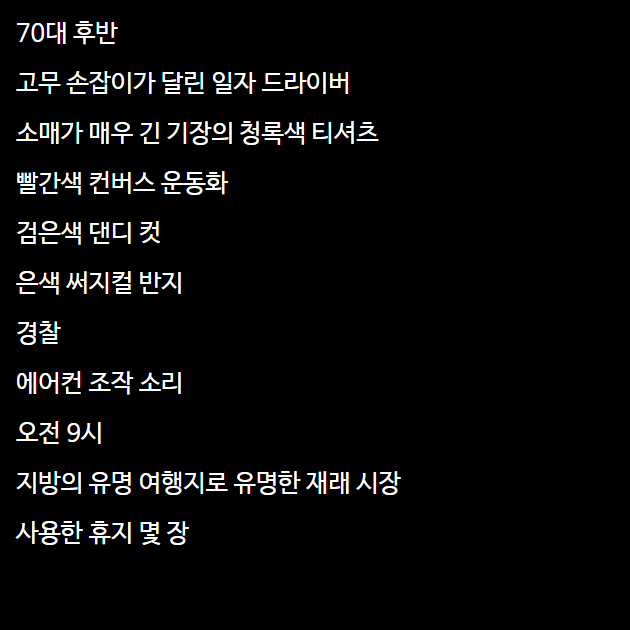 70대 후반
고무 손잡이가 달린 일자 드라이버
소매가 매우 긴 기장의 청록색 티셔츠
빨간색 컨버스 운동화
검은색 댄디 컷
은색 써지컬 반지
경찰
에어컨 조작 소리
오전 9시
지방의 유명 여행지로 유명한 재래 시장
사용한 휴지 몇 장